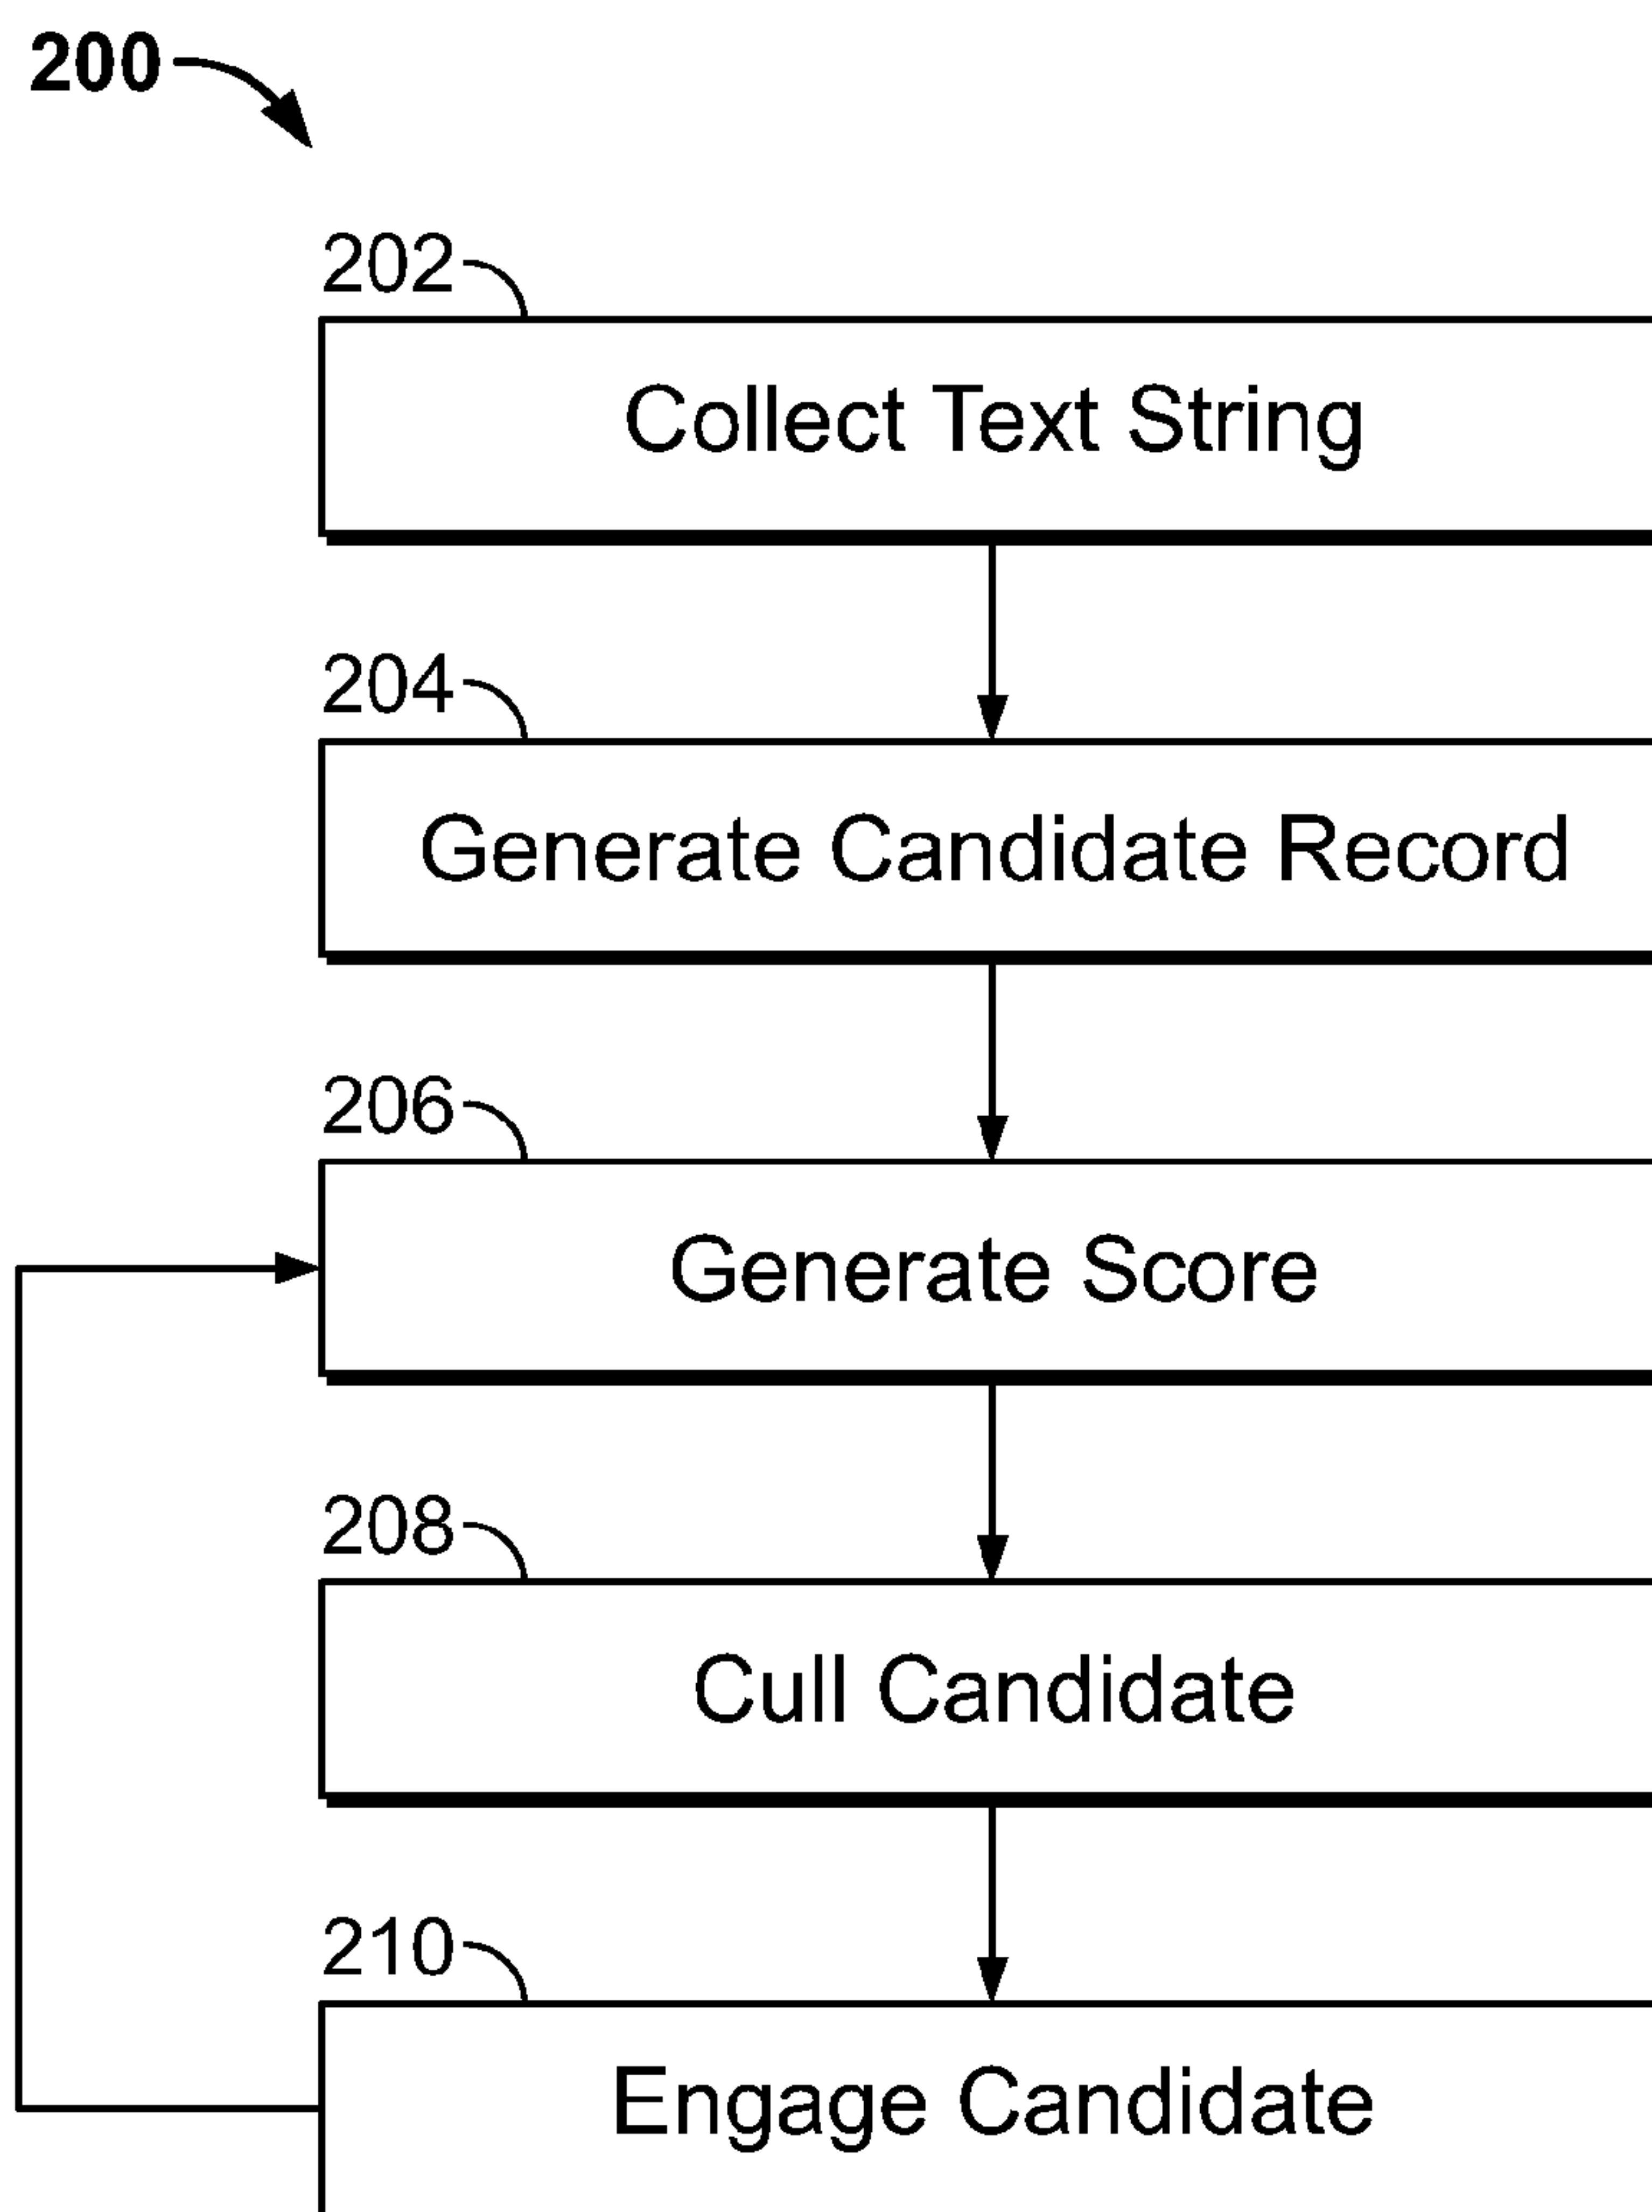 200
202
Collect Text String
204
Generate Candidate Record
206
Generate Score
208
Cull Candidate
210
Engage Candidate